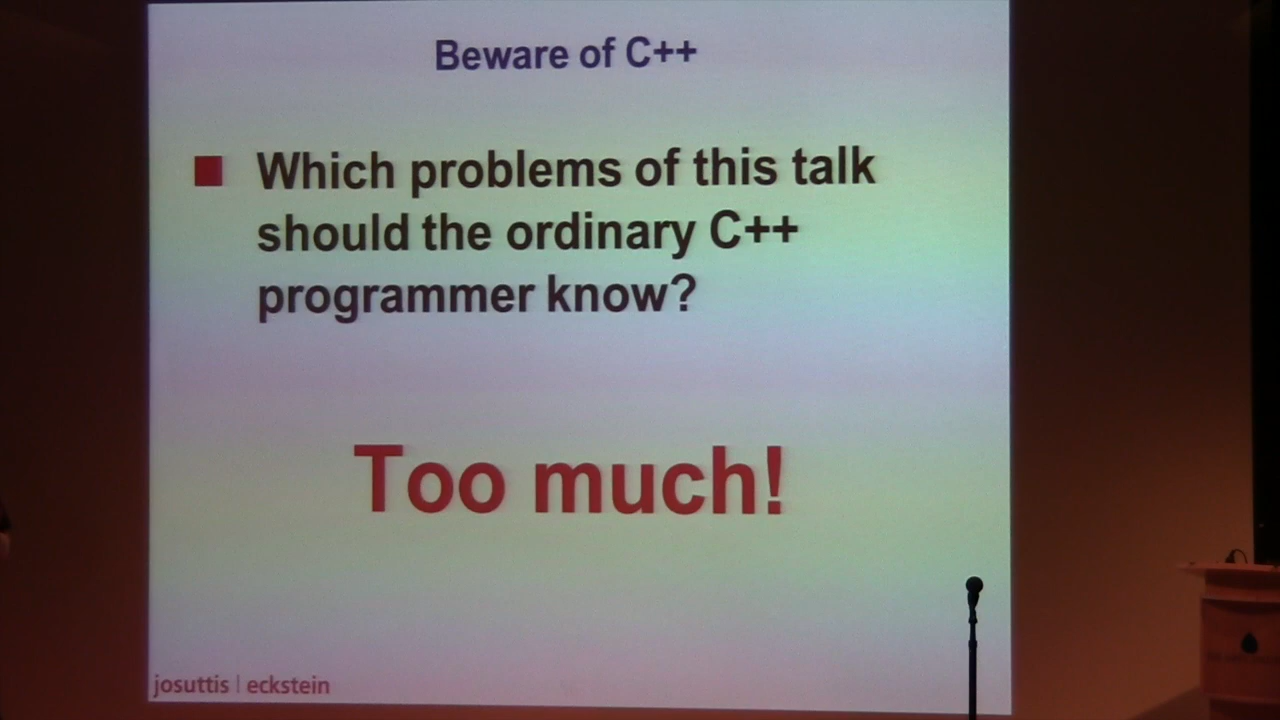 Beware of C++
Which problems of this talk
should the ordinary C++
programmer know?
Too much!
josuttis | eckstein